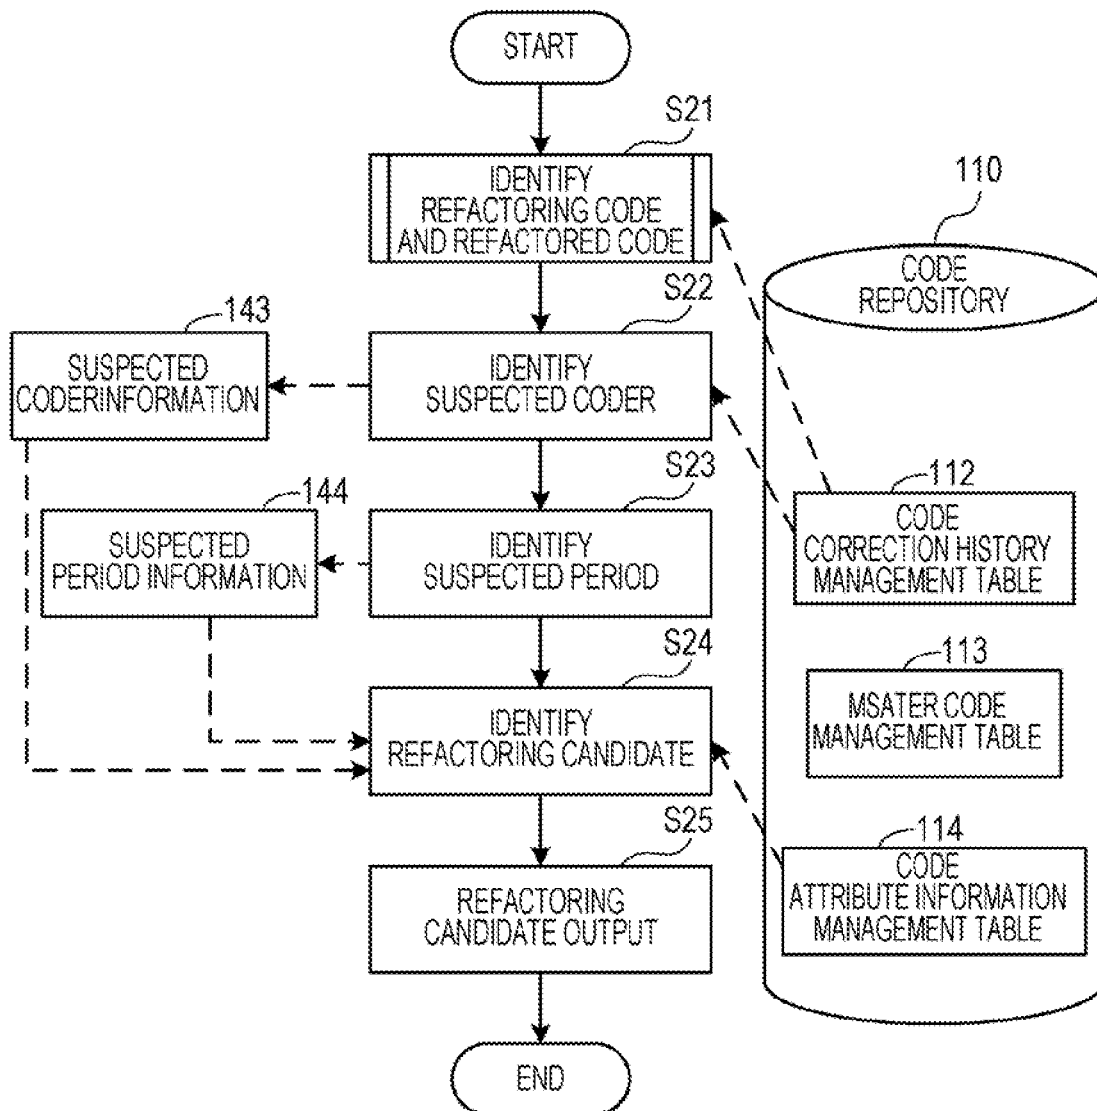 START
S21
IDENTIFY
REFACTORING CODE
AND REFACTORED CODE
110
CODE
REPOSITORY
S22
IDENTIFY
SUSPECTED CODER
143
SUSPECTED
CODERINFORMATION
S23
IDENTIFY
SUSPECTED PERIOD
144
SUSPECTED
PERIOD INFORMATION
112
CODE
CORRECTION HISTORY
MANAGEMENT TABLE
S24
IDENTIFY
REFACTORING CANDIDATE
113
MSATER CODE
MANAGEMENT TABLE
S25
REFACTORING
CANDIDATE OUTPUT
114
CODE
ATTRIBUTE INFORMATION
MANAGEMENT TABLE
END